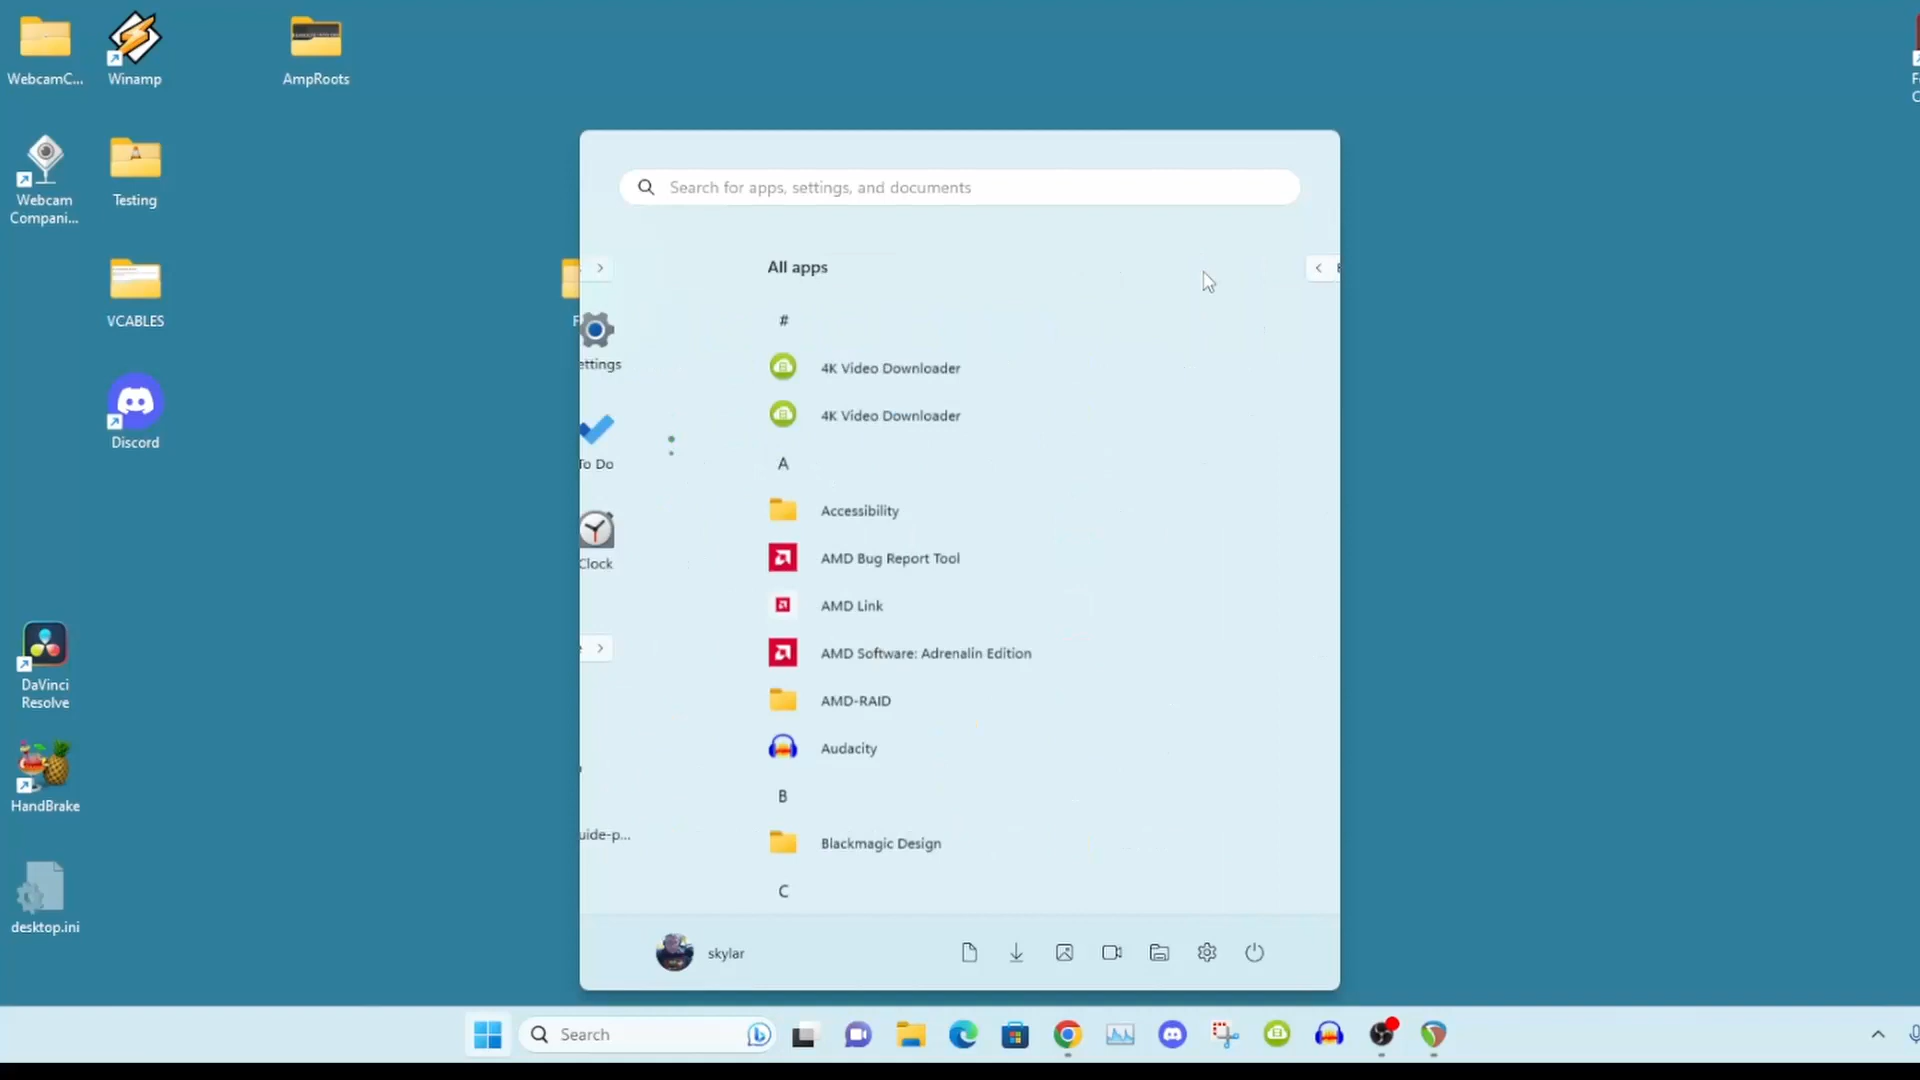 WebcamC...
Winamp
AmpRoots
Webcam
Compani...
Testing
VCABLES
Discord
DaVinci
Resolve
HandBrake
desktop.ini
Search for apps, settings, and documents
All apps
#
4K Video Downloader
4K Video Downloader
A
Accessibility
AMD Bug Report Tool
AMD Link
AMD Software: Adrenalin Edition
AMD-RAID
Audacity
B
Blackmagic Design
C
ettings
To Do
Clock
uide-p...
skylar
Search